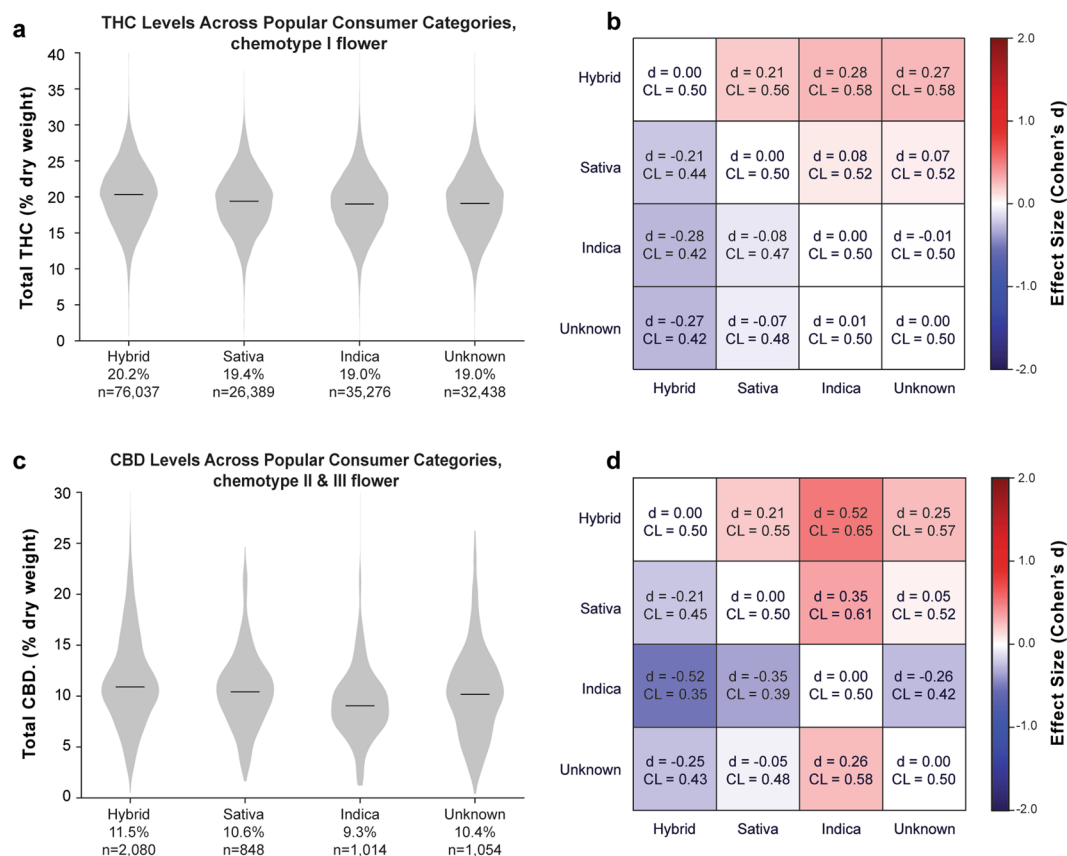 a
THC Levels Across Popular Consumer Categories,
chemotype I flower
Total THC (% dry weight)
40
35
30
25
20
15
10
5
0
Hybrid Sativa Indica Unknown
20.2% 19.4% 19.0% 19.0%
n=76,037 n=26,389 n=35,276 n=32,438
b
Hybrid
d = 0.00 d = 0.21 d = 0.28 d = 0.27
CL = 0.50 CL = 0.56 CL = 0.58 CL = 0.58
Sativa
d = -0.21 d = 0.00 d = 0.08 d = 0.07
CL = 0.44 CL = 0.50 CL = 0.52 CL = 0.52
Indica
d = -0.28 d = -0.08 d = 0.00 d = -0.01
CL = 0.42 CL = 0.47 CL = 0.50 CL = 0.50
Unknown
d = -0.27 d = -0.07 d = 0.01 d = 0.00
CL = 0.42 CL = 0.48 CL = 0.50 CL = 0.50
Hybrid Sativa Indica Unknown
2.0
1.0
0.0
-1.0
-2.0
Effect Size (Cohen's d)
c
CBD Levels Across Popular Consumer Categories,
chemotype II & III flower
Total CBD. (% dry weight)
30
25
20
15
10
5
0
Hybrid Sativa Indica Unknown
11.5% 10.6% 9.3% 10.4%
n=2,080 n=848 n=1,014 n=1,054
d
Hybrid
d = 0.00 d = 0.21 d = 0.52 d = 0.25
CL = 0.50 CL = 0.55 CL = 0.65 CL = 0.57
Sativa
d = -0.21 d = 0.00 d = 0.35 d = 0.05
CL = 0.45 CL = 0.50 CL = 0.61 CL = 0.52
Indica
d = -0.52 d = -0.35 d = 0.00 d = -0.26
CL = 0.35 CL = 0.39 CL = 0.50 CL = 0.42
Unknown
d = -0.25 d = -0.05 d = 0.26 d = 0.00
CL = 0.43 CL = 0.48 CL = 0.58 CL = 0.50
Hybrid Sativa Indica Unknown
2.0
1.0
0.0
-1.0
-2.0
Effect Size (Cohen's d)